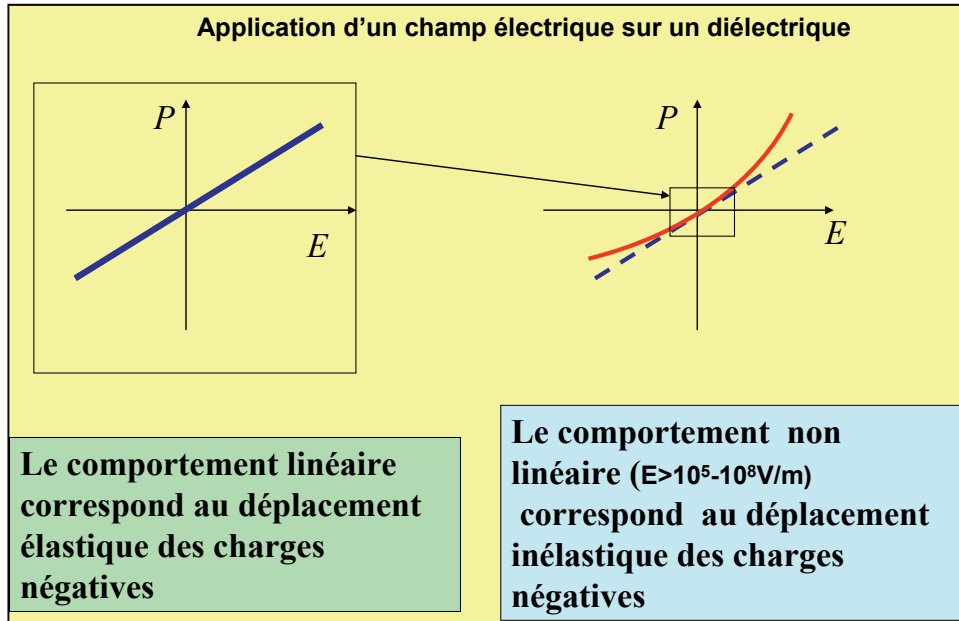 Application d'un champ électrique sur un diélectrique
P
E
P
E
Le comportement linéaire
correspond au déplacement
élastique des charges
négatives
Le comportement non
linéaire (E>10⁵-10⁸V/m)
correspond au déplacement
inélastique des charges
négatives